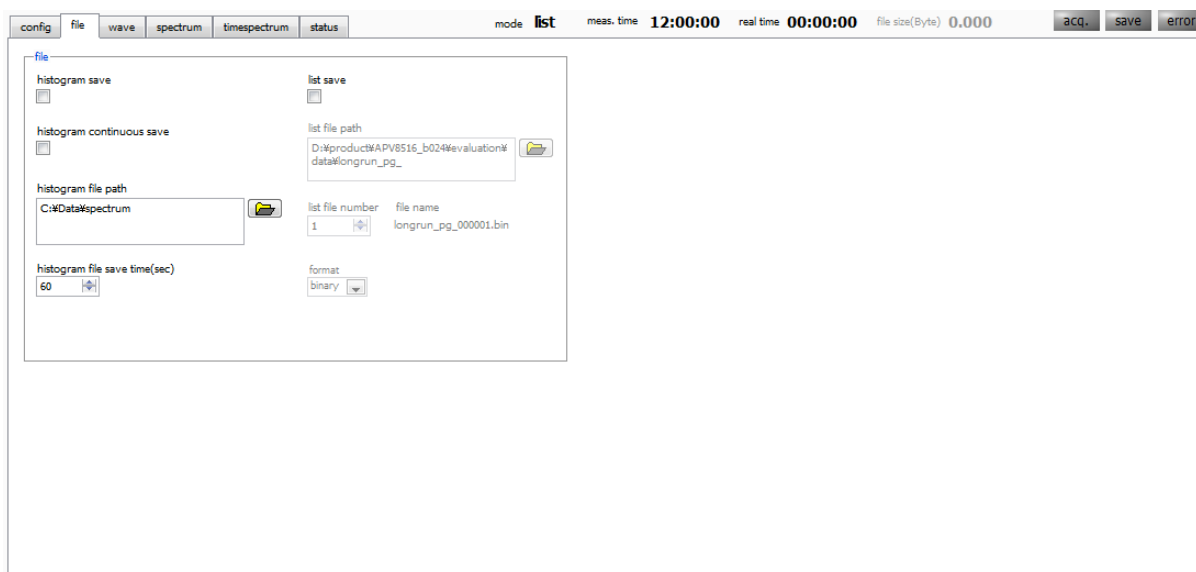 config file wave spectrum timespectrum status mode list meas. time 12:00:00 real time 00:00:00 file size(Byte) 0.000 acq. save error
file
histogram save
list save
histogram continuous save
list file path
D:¥product¥APV8516_b024¥evaluation¥
data¥longrun_pg_
histogram file path
C:¥Data¥spectrum
list file number file name
1 longrun_pg_000001.bin
histogram file save time(sec)
60
format
binary